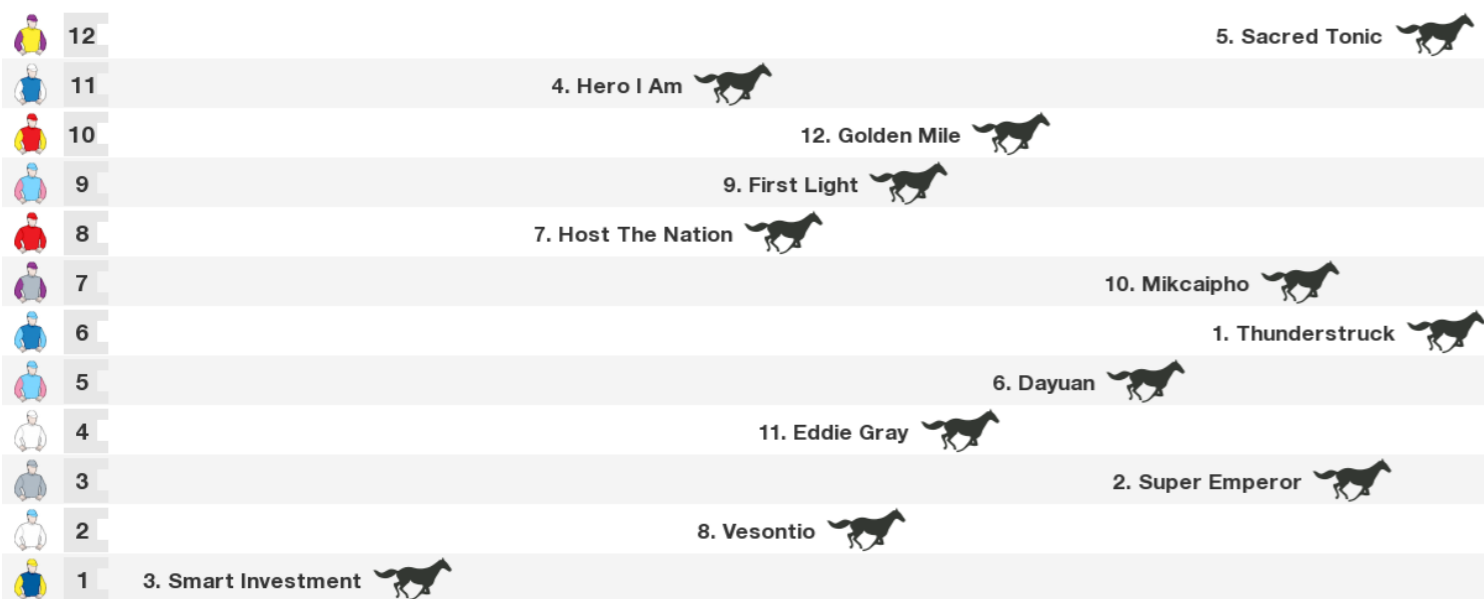 12 5. Sacred Tonic
11 4. Hero I Am
10 12. Golden Mile
9 9. First Light
8 7. Host The Nation
7 10. Mikcaipho
6 1. Thunderstruck
5 6. Dayuan
4 11. Eddie Gray
3 2. Super Emperor
2 8. Vesontio
1 3. Smart Investment